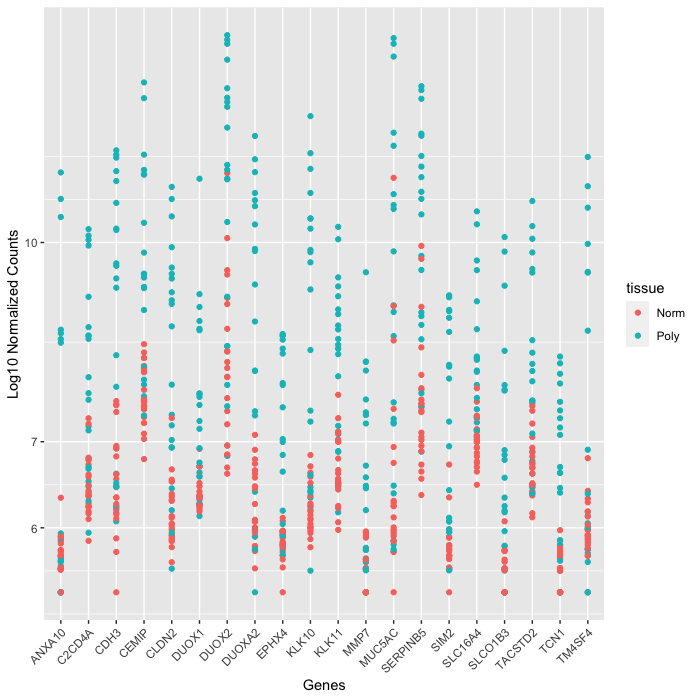 Log10 Normalized Counts
10
7
6
ANXA10
C2CD4A
CDH3
CEMIP
CLDN2
DUOX1
DUOX2
DUOXA2
EPHX4
KLK10
KLK11
MMP7
MUC5AC
SERPINB5
SIM2
SLC16A4
SLCO1B3
TACSTD2
TCN1
TM4SF4
Genes
tissue
Norm
Poly